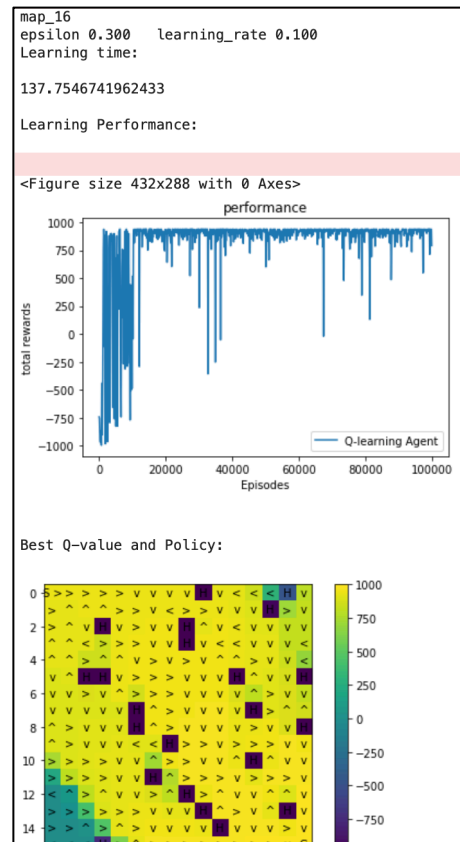 map_16
epsilon 0.300 learning_rate 0.100
Learning time:
137.7546741962433
Learning Performance:
<Figure size 432x288 with 0 Axes>
performance
1000
750
500
250
0
−250
−500
−750
−1000
total rewards
0 20000 40000 60000 80000 100000
Episodes
Q-learning Agent
Best Q-value and Policy:
0 S H H
H
2 H H
H
4
H H H H
6
H H
8 H H
H
10 H
H
12 H
H H
14 H
1000
750
500
250
0
−250
−500
−750